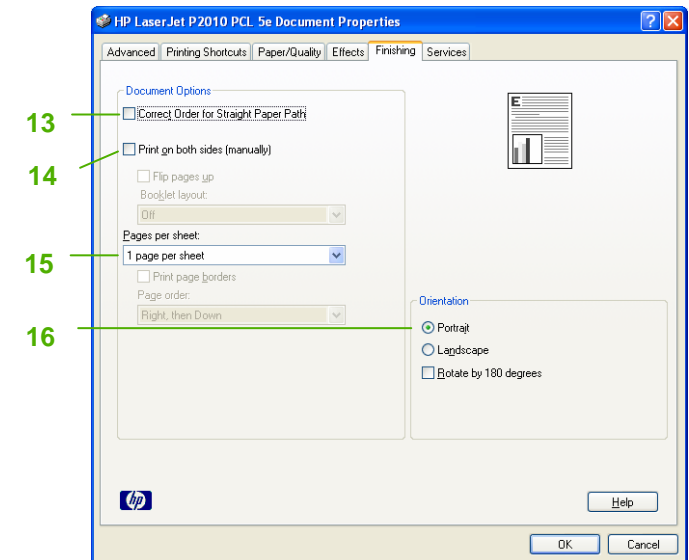 HP LaserJet P2010 PCL 5e Document Properties
Advanced Printing Shortcuts Paper/Quality Effects Finishing Services
Document Options
13 Correct Order for Straight Paper Path
14 Print on both sides (manually)
Flip pages up
Booklet layout:
Off
Pages per sheet:
15 1 page per sheet
Print page borders
Page order:
Right, then Down
E
Orientation
16 Portrait
Landscape
Rotate by 180 degrees
hp
Help
OK Cancel